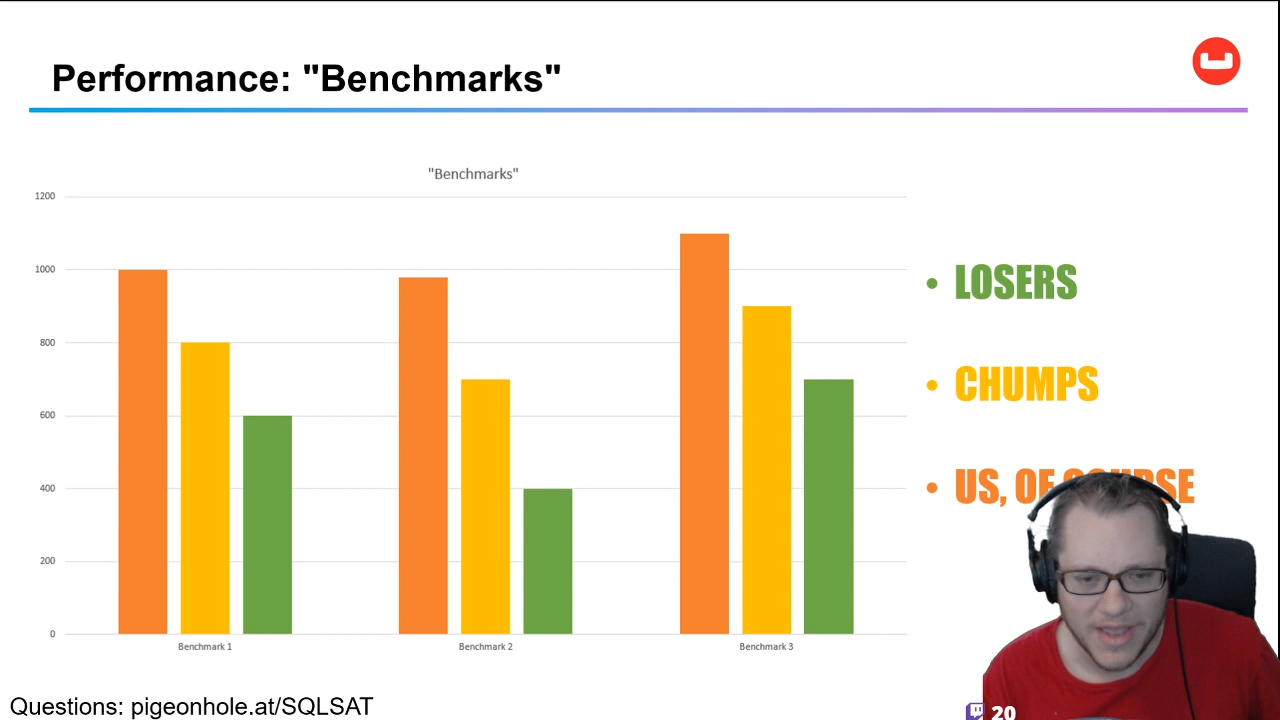 Performance: "Benchmarks"
"Benchmarks"
1200
1000
800
600
400
200
0
Benchmark 1
Benchmark 2
Benchmark 3
• LOSERS
• CHUMPS
• US, OF COURSE
Questions: pigeonhole.at/SQLSAT
20